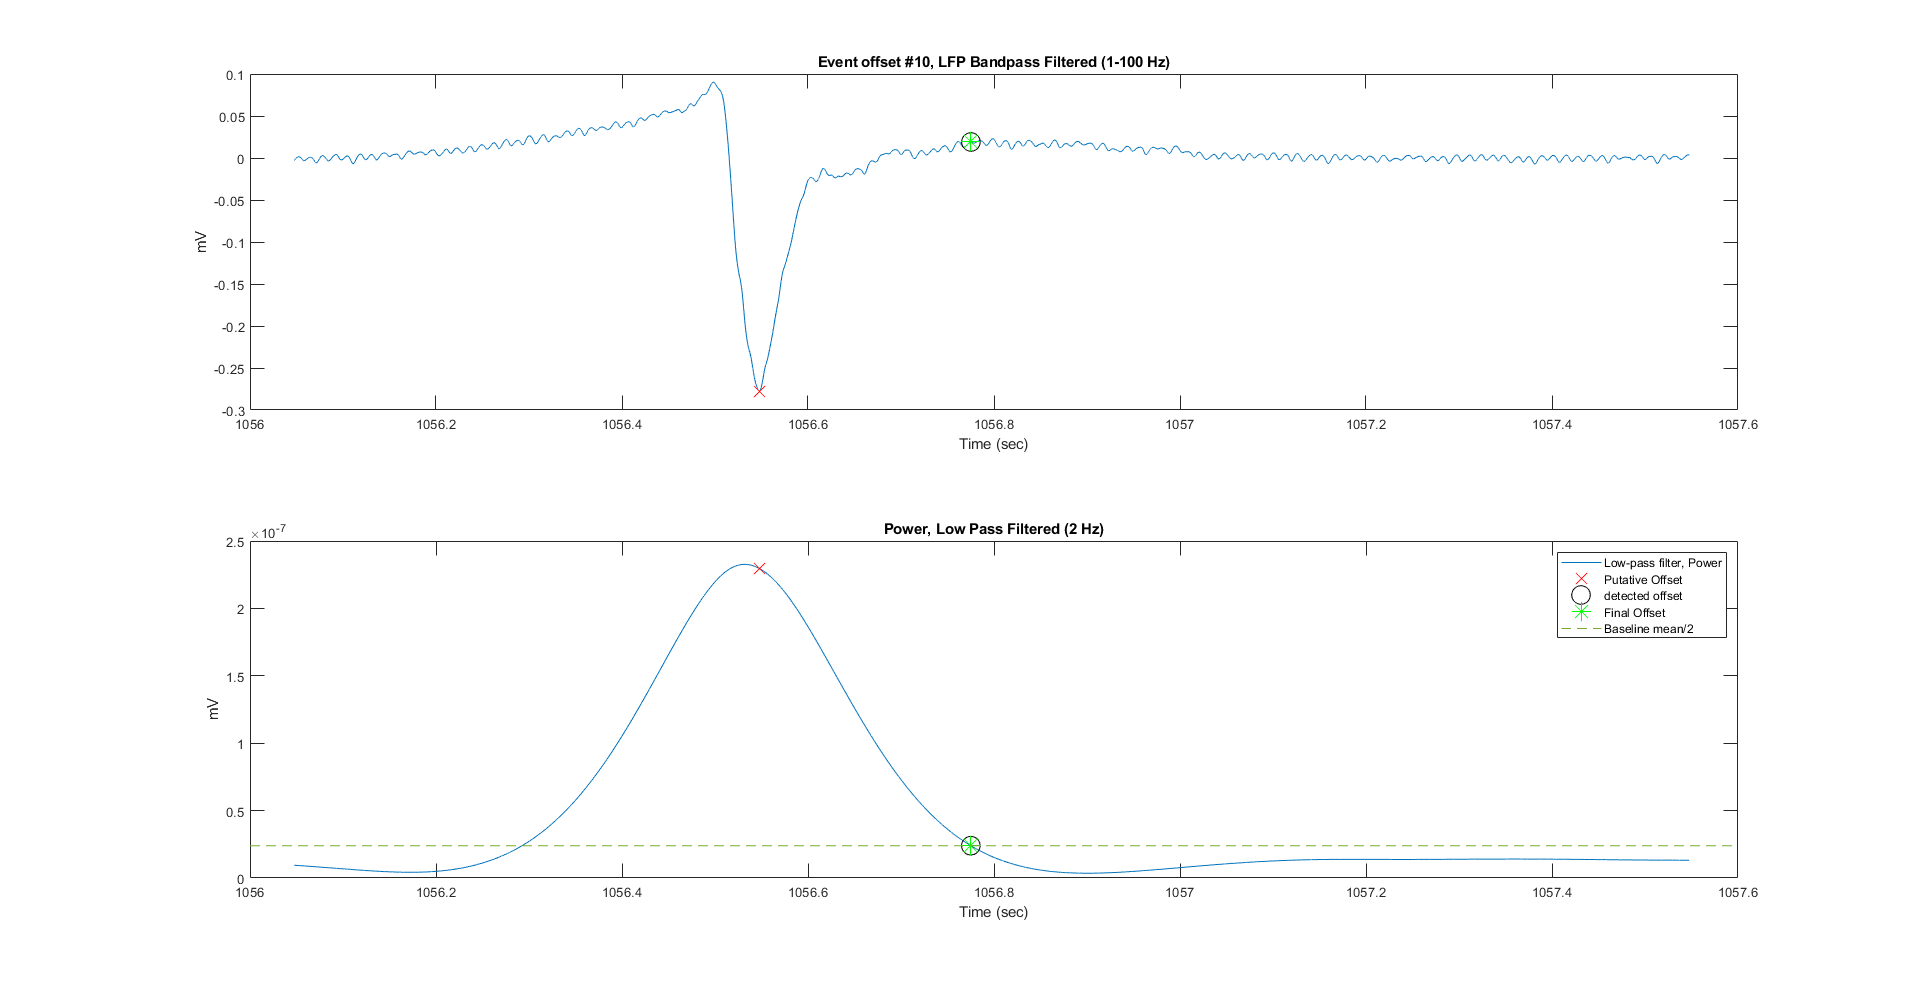 Event offset #10, LFP Bandpass Filtered (1-100 Hz)
0.1
0.05
0
-0.05
-0.1
-0.15
-0.2
-0.25
-0.3
mV
1056 1056.2 1056.4 1056.6 1056.8 1057 1057.2 1057.4 1057.6
Time (sec)
Power, Low Pass Filtered (2 Hz)
×10-7
2.5
2
1.5
1
0.5
0
mV
Low-pass filter, Power
Putative Offset
detected offset
Final Offset
Baseline mean/2
1056 1056.2 1056.4 1056.6 1056.8 1057 1057.2 1057.4 1057.6
Time (sec)